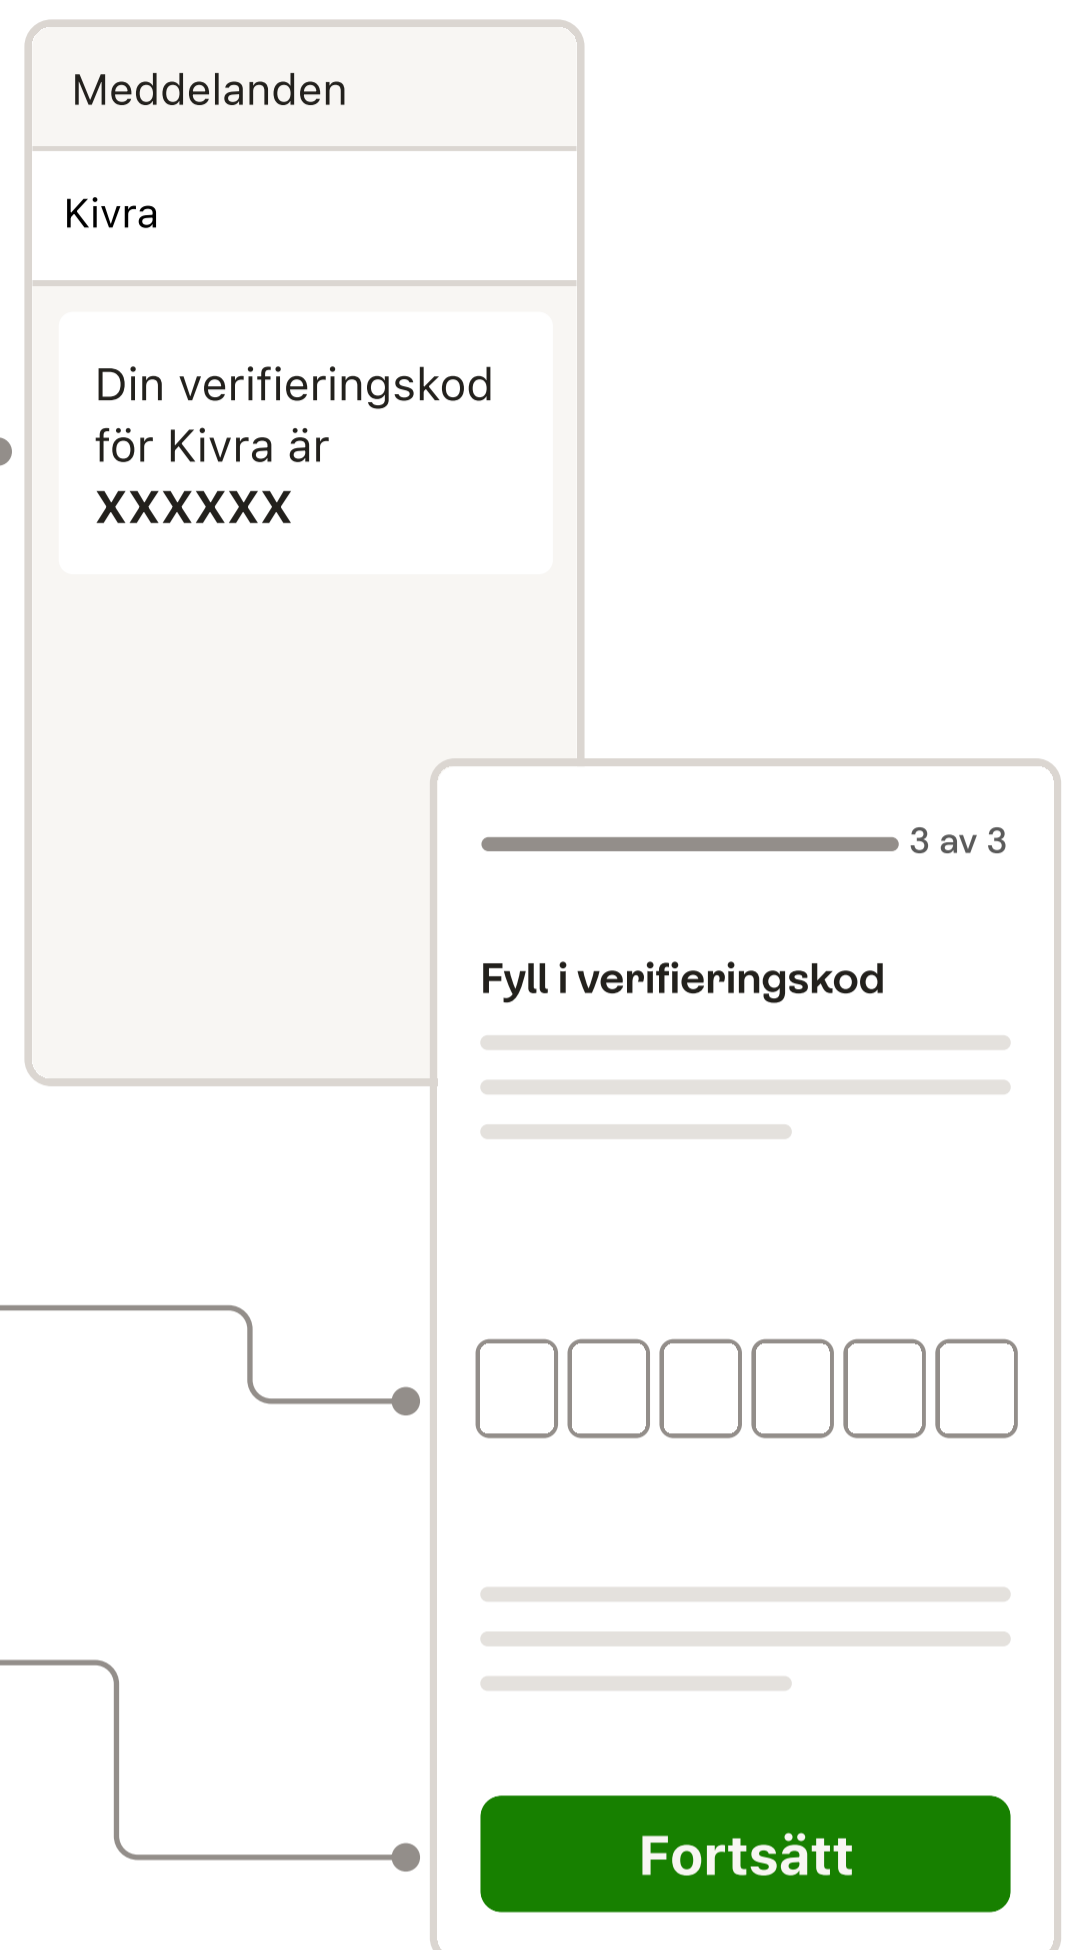 Meddelanden
Kivra
Din verifieringskod
för Kivra är
XXXXXX
3 av 3
Fyll i verifieringskod
Fortsätt